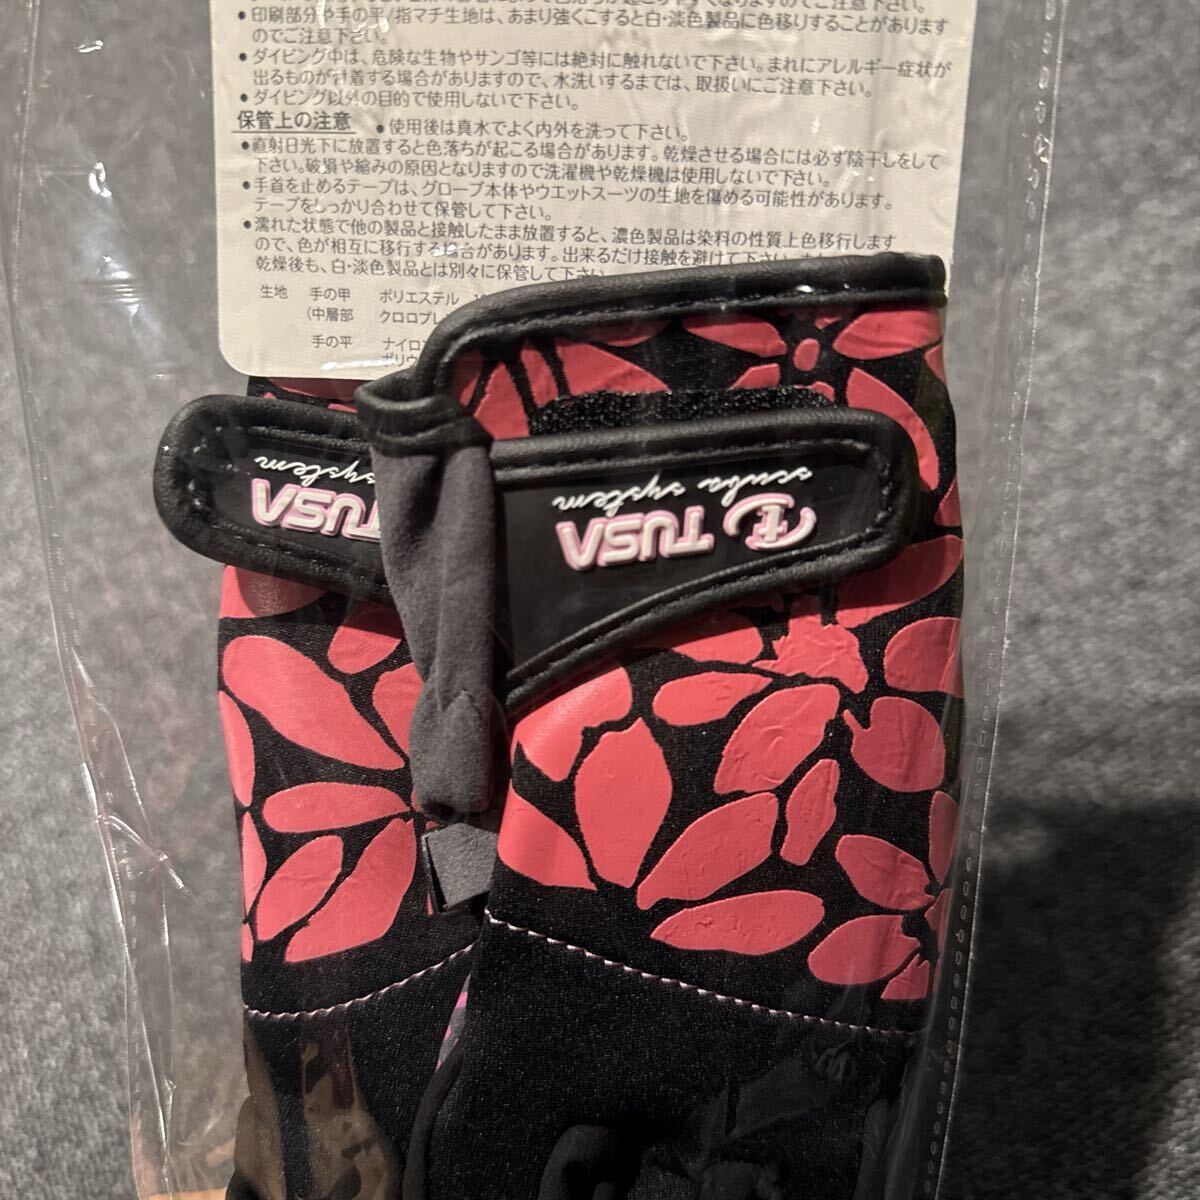 ●印刷部分や手の平/指マチ生地は、あまり強くこすると白・淡色製品に色移りすることがあります
のでご注意下さい。
●ダイビング中は、危険な生物やサンゴ等には絶対に触れないで下さい。まれにアレルギー症状が
出るものが付着する場合がありますので、水洗いするまでは、取扱いにご注意下さい。
●ダイビング以外の目的で使用しないで下さい。
保管上の注意 ●使用後は真水でよく内外を洗って下さい。
●直射日光下に放置すると色落ちが起こる場合があります。乾燥させる場合には必ず陰干しをして
下さい。破損や縮みの原因となりますので洗濯機や乾燥機は使用しないで下さい。
●手首を止めるテープは、グローブ本体やウエットスーツの生地を傷める可能性があります。
テープをしっかり合わせて保管して下さい。
●濡れた状態で他の製品と接触したまま放置すると、濃色製品は染料の性質上色移行します
ので、色が相互に移行する場合があります。出来るだけ接触を避けて下さい。
乾燥後も、白・淡色製品とは別々に保管して下さい
生地 手の甲 ポリエステル
(中層部 クロロプレ
手の平 ナイロン
ポリウ
TUSA
scuba system
TUSA
system